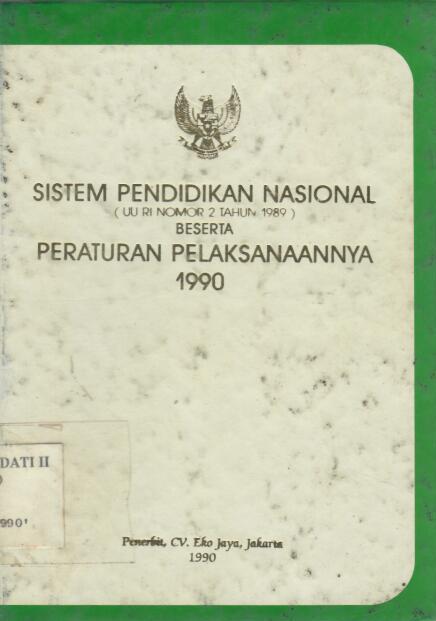 SISTEM PENDIDIKAN NASIONAL
( UU RI NOMOR 2 TAHUN 1989 )
BESERTA
PERATURAN PELAKSANAANNYA
1990
DATI II
)
990¹
Penerbit, CV. Eko Jaya, Jakarta
1990